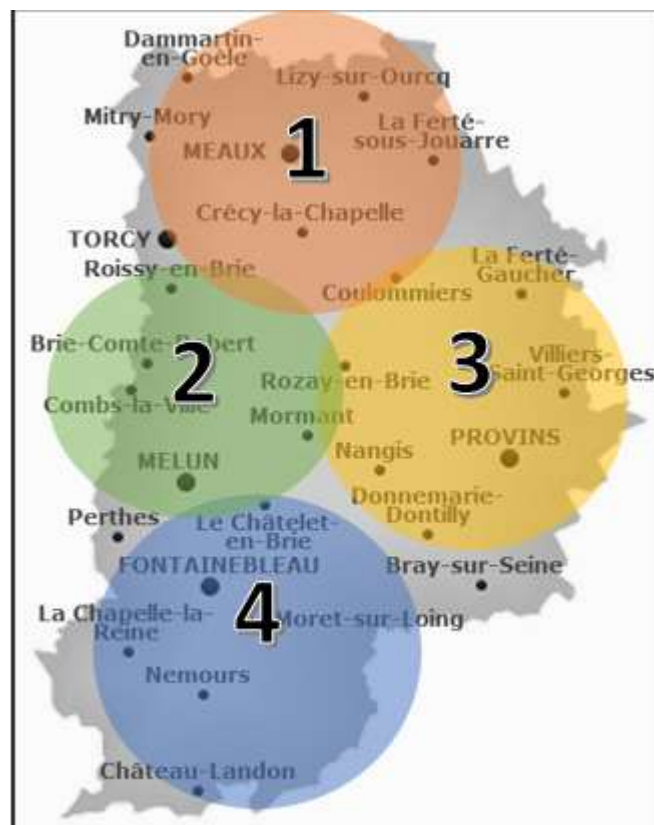 Dammartin-
en-Goële
Lizy-sur-Ourcq
Mitry-Mory
1
La Ferté-
sous-Jouarre
MEAUX
Crécy-la-Chapelle
TORCY
Roissy-en-Brie
La Ferté-
Gaucher
Coulommiers
Brie-Comte-Robert
2
3
Villiers-
Saint-Georges
Rozay-en-Brie
Combs-la-Ville
Mormant
Nangis
PROVINS
MELUN
Donnemarie-
Dontilly
Perthes
Le Châtelet-
en-Brie
FONTAINEBLEAU
Bray-sur-Seine
4
La Chapelle-la-
Reine
Moret-sur-Loing
Nemours
Château-Landon